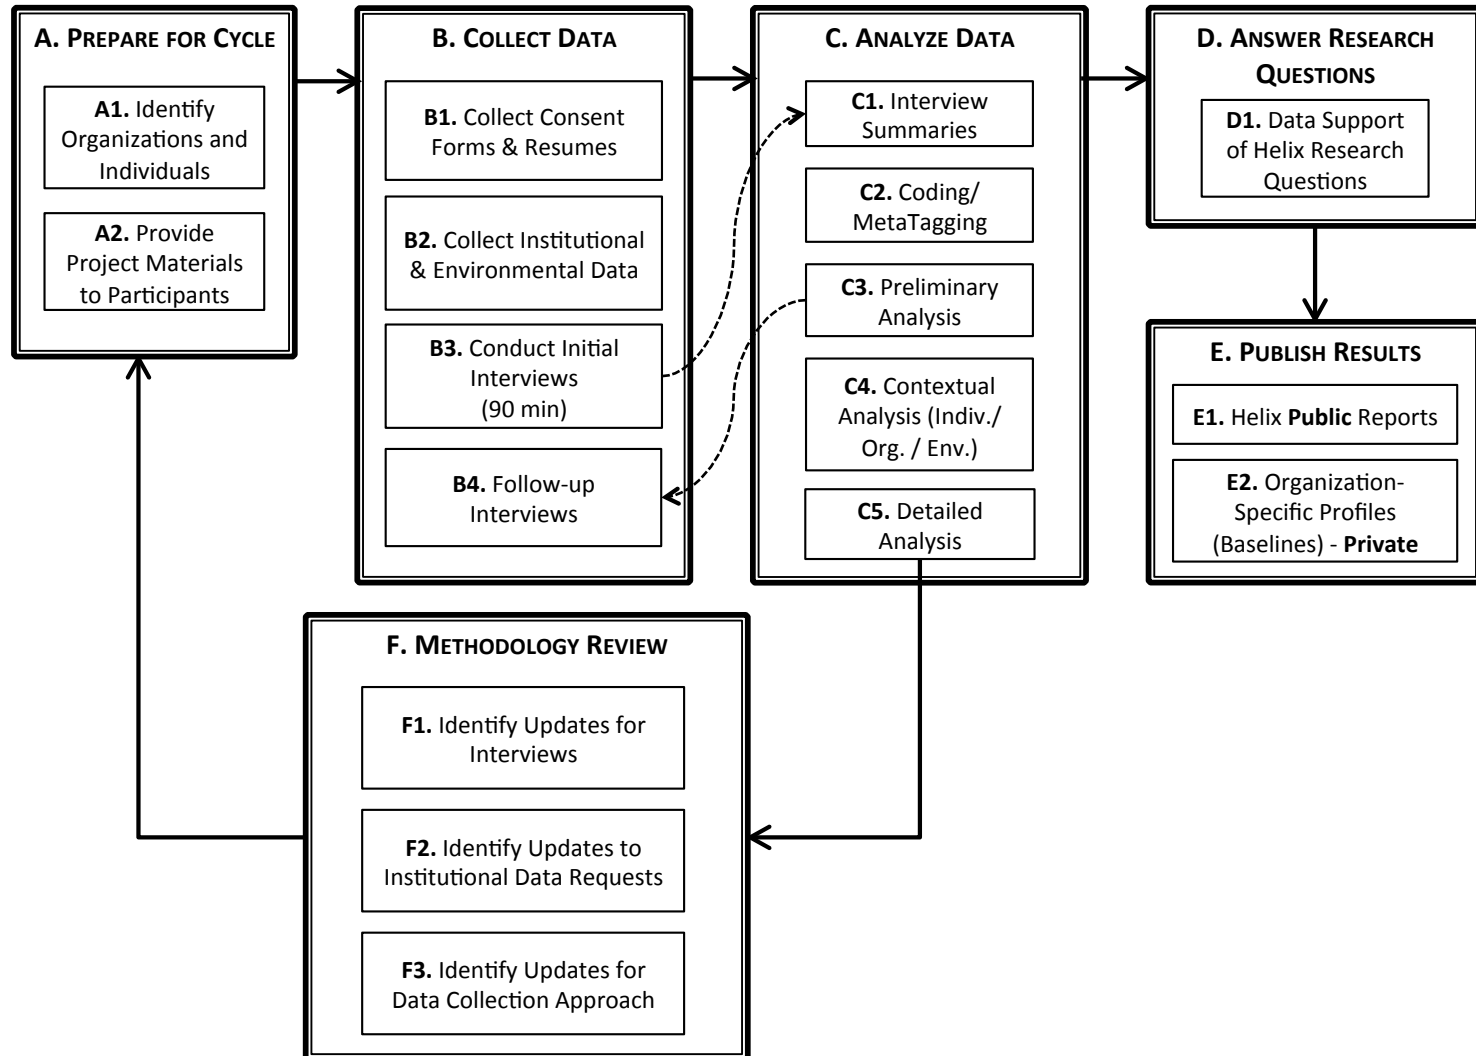 A. PREPARE FOR CYCLE
A1. Identify
Organizations and
Individuals
A2. Provide
Project Materials
to Participants
B. COLLECT DATA
B1. Collect Consent
Forms & Resumes
B2. Collect Institutional
& Environmental Data
B3. Conduct Initial
Interviews
(90 min)
B4. Follow-up
Interviews
C. ANALYZE DATA
C1. Interview
Summaries
C2. Coding/
MetaTagging
C3. Preliminary
Analysis
C4. Contextual
Analysis (Indiv./
Org. / Env.)
C5. Detailed
Analysis
D. ANSWER RESEARCH
QUESTIONS
D1. Data Support
of Helix Research
Questions
E. PUBLISH RESULTS
E1. Helix Public Reports
E2. Organization-
Specific Profiles
(Baselines) - Private
F. METHODOLOGY REVIEW
F1. Identify Updates for
Interviews
F2. Identify Updates to
Institutional Data Requests
F3. Identify Updates for
Data Collection Approach